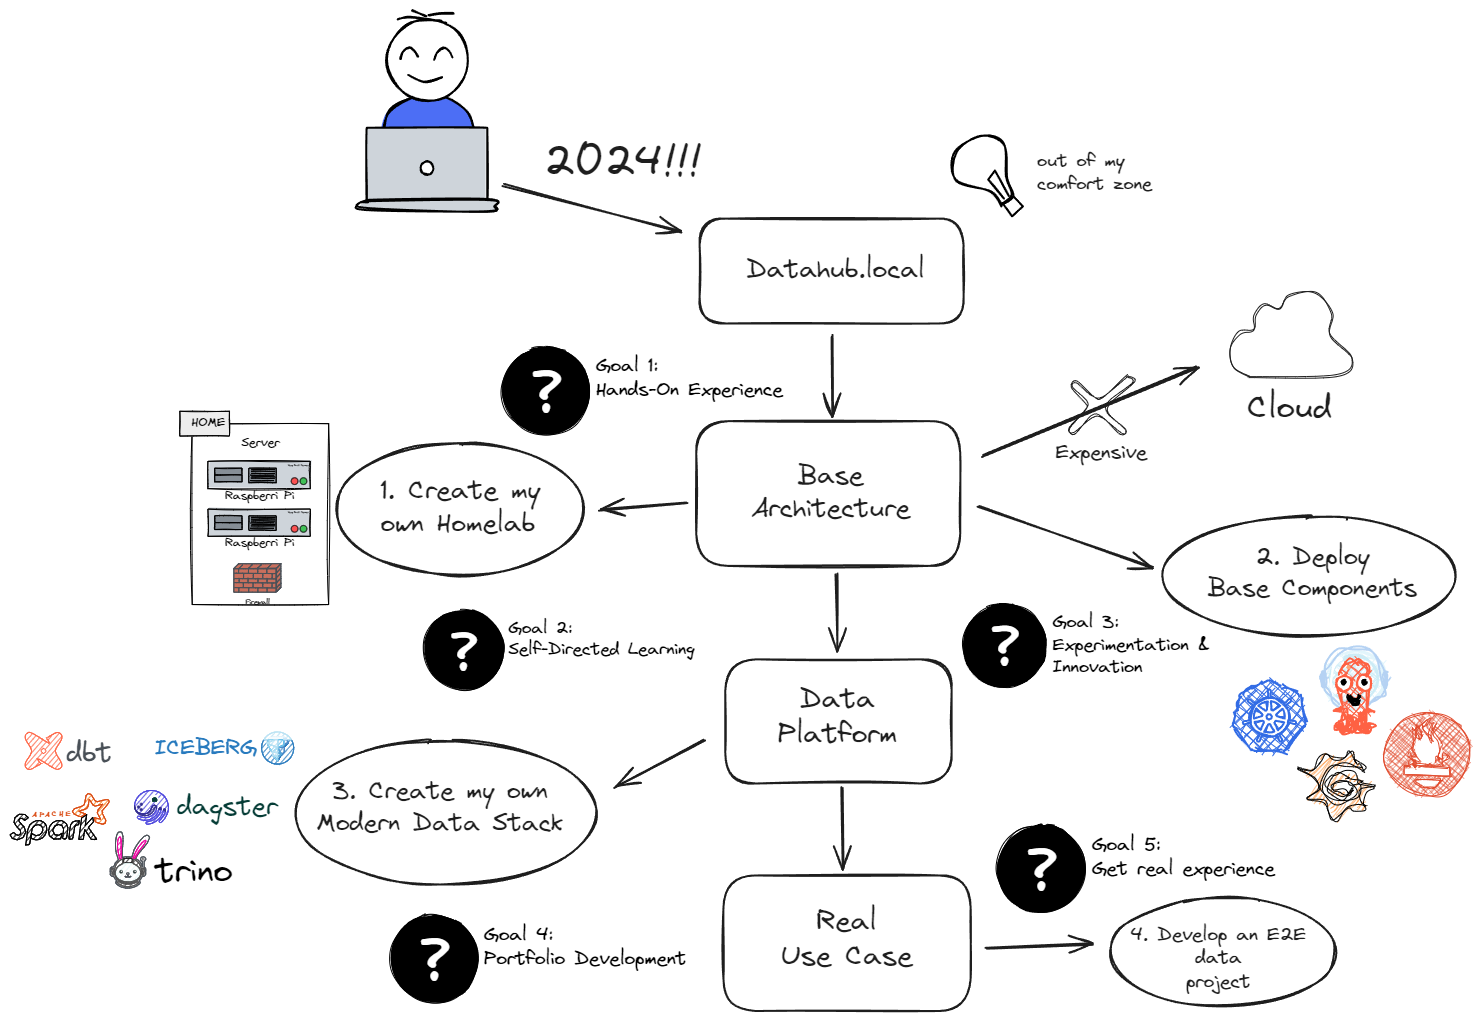 2024!!!
out of my
comfort zone
Datahub.local
Goal 1:
Hands-On Experience
Cloud
Expensive
HOME
Server
Raspberri Pi
Raspberri Pi
Firewall
1. Create my
own Homelab
Base
Architecture
2. Deploy
Base Components
Goal 2:
Self-Directed Learning
Goal 3:
Experimentation &
Innovation
Data
Platform
dbt
ICEBERG
APACHE
Spark
dagster
trino
3. Create my own
Modern Data Stack
Goal 5:
Get real experience
Real
Use Case
4. Develop an E2E
data
project
Goal 4:
Portfolio Development